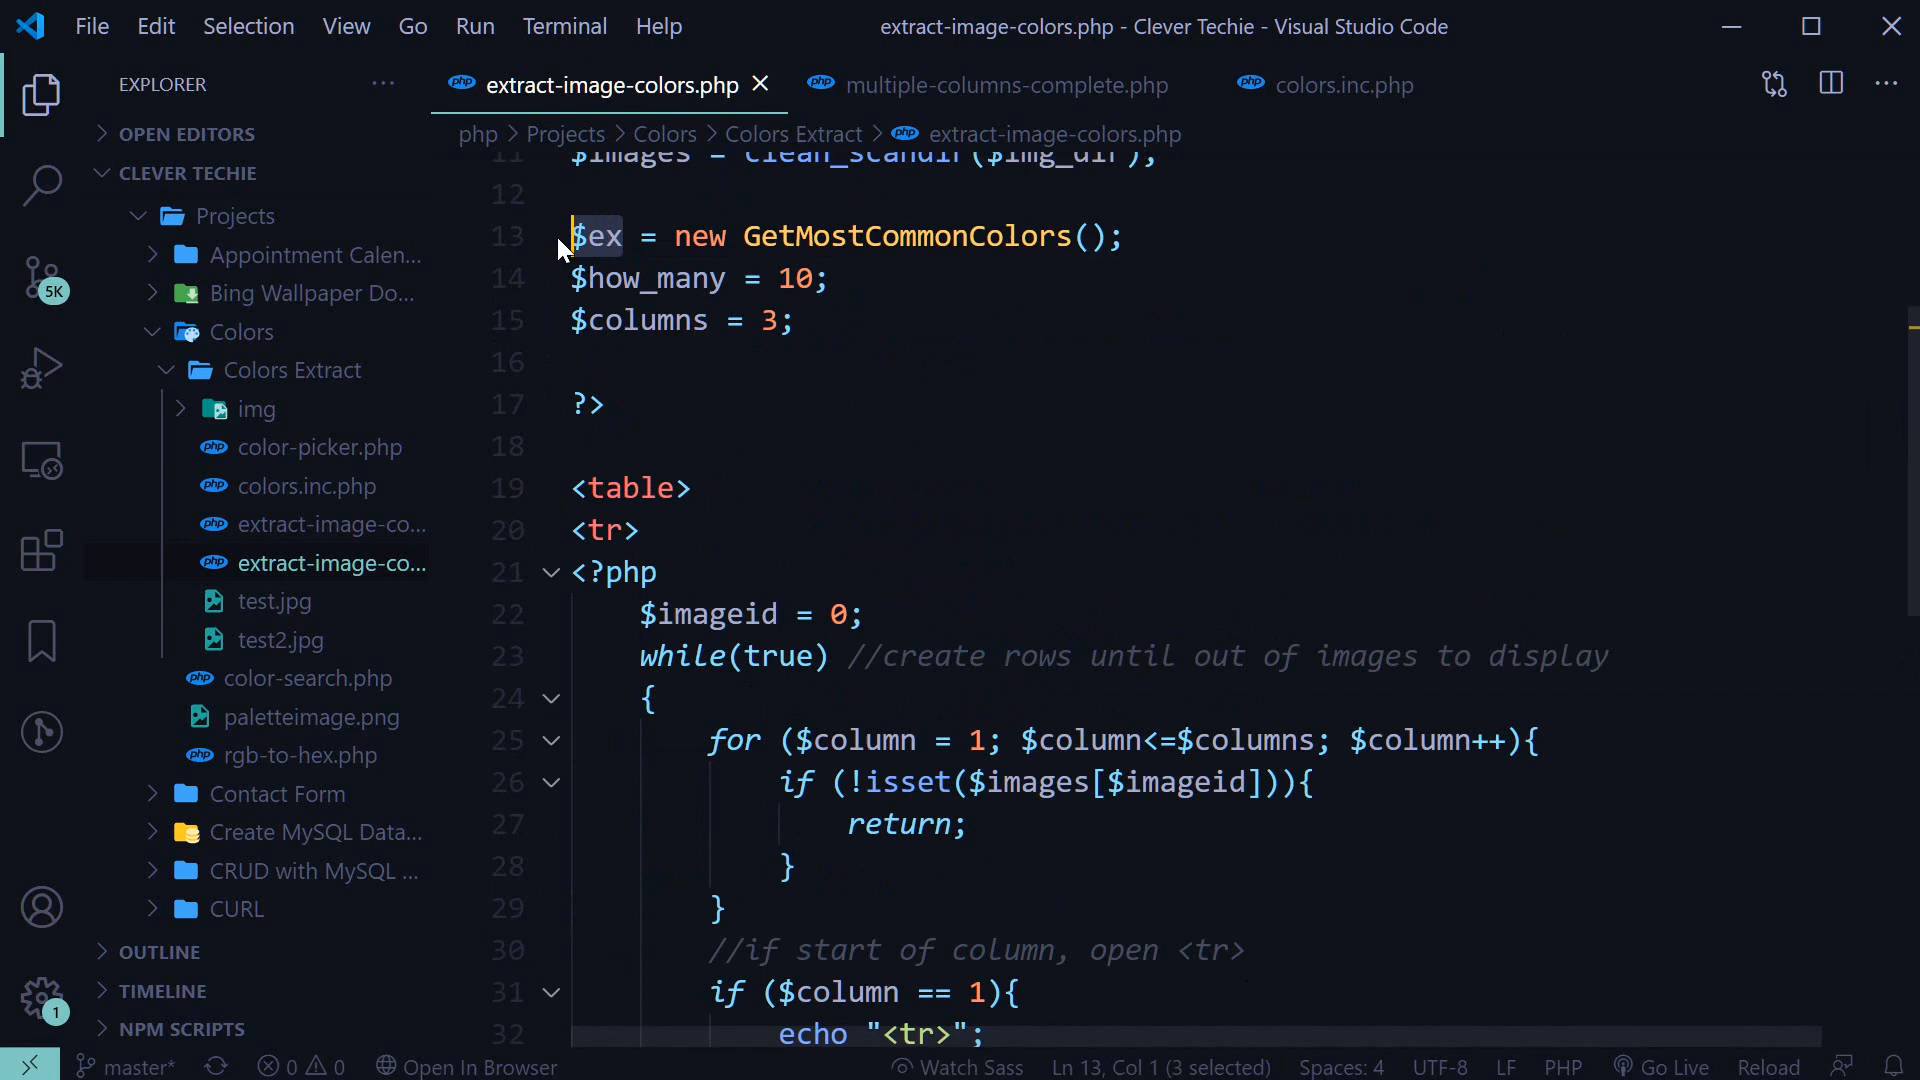 File Edit Selection View Go Run Terminal Help
extract-image-colors.php - Clever Techie - Visual Studio Code
EXPLORER
OPEN EDITORS
CLEVER TECHIE
Projects
Appointment Calen...
Bing Wallpaper Do...
Colors
Colors Extract
img
color-picker.php
colors.inc.php
extract-image-co...
extract-image-co...
test.jpg
test2.jpg
color-search.php
paletteimage.png
rgb-to-hex.php
Contact Form
Create MySQL Data...
CRUD with MySQL ...
CURL
OUTLINE
TIMELINE
NPM SCRIPTS
5K
1
php extract-image-colors.php
php multiple-columns-complete.php
php colors.inc.php
php > Projects > Colors > Colors Extract > php extract-image-colors.php
11 $images = clean_scandir($img_dir);
12
13 $ex = new GetMostCommonColors();
14 $how_many = 10;
15 $columns = 3;
16
17 ?>
18
19 <table>
20 <tr>
21 <?php
22 $imageid = 0;
23 while(true) //create rows until out of images to display
24 {
25 for ($column = 1; $column<=$columns; $column++){
26 if (!isset($images[$imageid])){
27 return;
28 }
29 }
30 //if start of column, open <tr>
31 if ($column == 1){
32 echo "<tr>";
master* 0 0 Open In Browser Watch Sass Ln 13, Col 1 (3 selected) Spaces: 4 UTF-8 LF PHP Go Live Reload